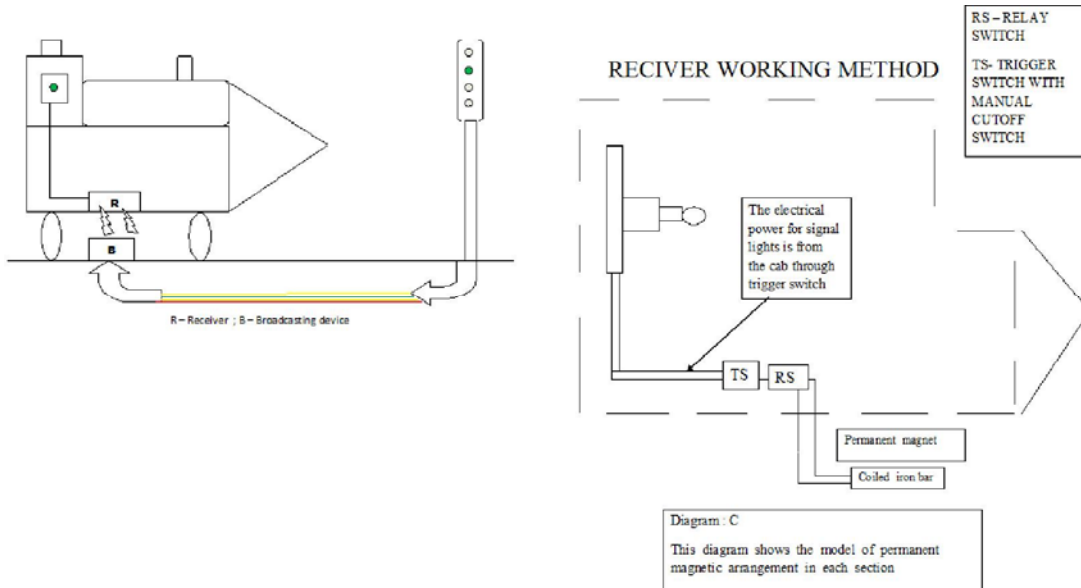 R
B
R – Receiver ; B – Broadcasting device
RECIVER WORKING METHOD
RS – RELAY
SWITCH
TS- TRIGGER
SWITCH WITH
MANUAL
CUTOFF
SWITCH
The electrical
power for signal
lights is from
the cab through
trigger switch
TS
RS
Permanent magnet
Coiled iron bar
Diagram : C
This diagram shows the model of permanent
magnetic arrangement in each section